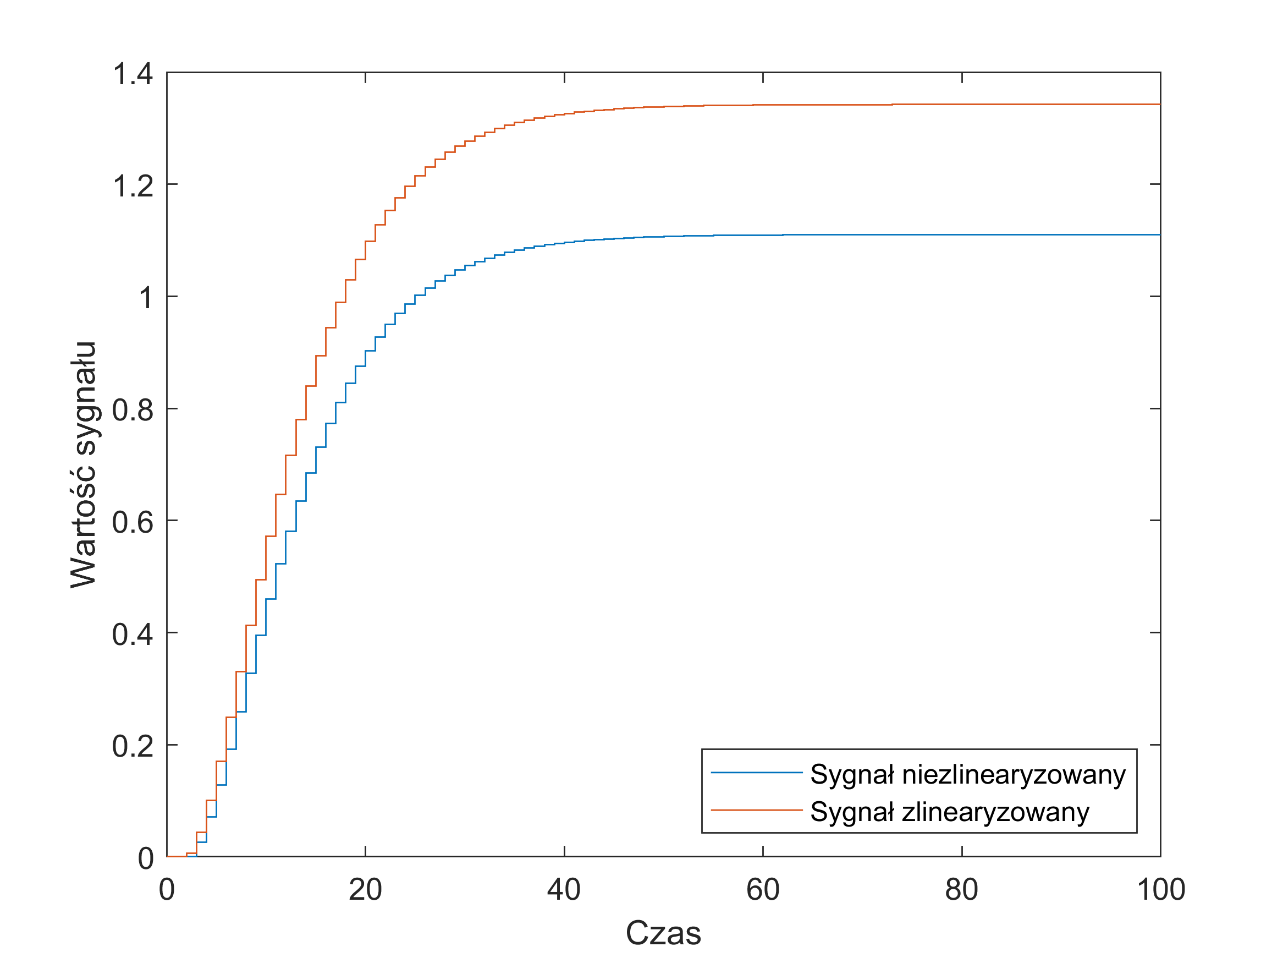 1.4
1.2
1
0.8
0.6
0.4
0.2
0
Wartość sygnału
0 20 40 60 80 100
Czas
Sygnał niezlinearyzowany
Sygnał zlinearyzowany